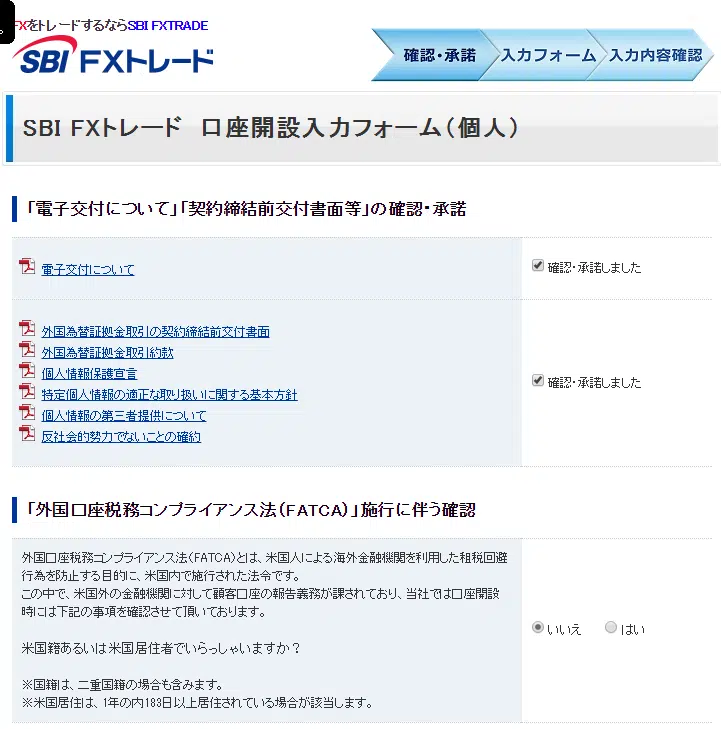 FXをトレードするならSBI FXTRADE
SBI FXトレード
確認・承諾
入力フォーム
入力内容確認
SBI FXトレード　口座開設入力フォーム（個人）
「電子交付について」「契約締結前交付書面等」の確認・承諾
電子交付について
確認・承諾しました
外国為替証拠金取引の契約締結前交付書面
外国為替証拠金取引約款
個人情報保護宣言
特定個人情報の適正な取り扱いに関する基本方針
個人情報の第三者提供について
反社会的勢力でないことの確約
確認・承諾しました
「外国口座税務コンプライアンス法（FATCA）」施行に伴う確認
外国口座税務コンプライアンス法（FATCA）とは、米国人による海外金融機関を利用した租税回避
行為を防止する目的に、米国内で施行された法令です。
この中で、米国外の金融機関に対して顧客口座の報告義務が課されており、当社では口座開設
時には下記の事項を確認させて頂いております。
米国籍あるいは米国居住者でいらっしゃいますか？
※国籍は、二重国籍の場合も含みます。
※米国居住は、1年の内183日以上居住されている場合が該当します。
いいえ
はい